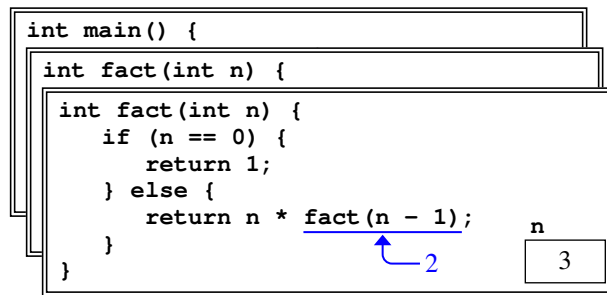 int main() {
int fact(int n) {
int fact(int n) {
if (n == 0) {
return 1;
} else {
return n * fact(n – 1);
}
}
n
3
2